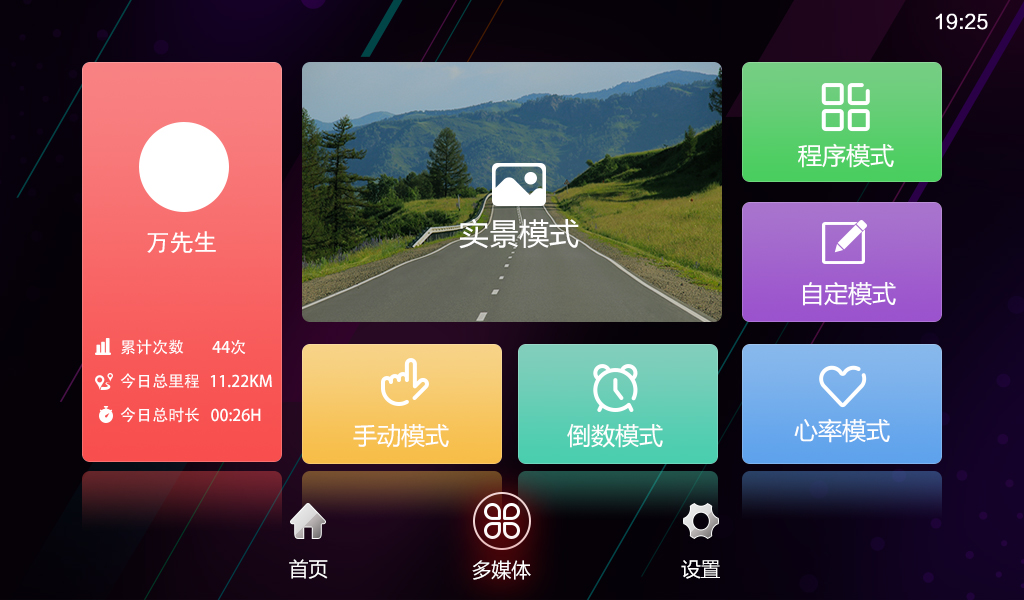 19:25
万先生
累计次数 44次
今日总里程 11.22KM
今日总时长 00:26H
实景模式
程序模式
自定模式
手动模式
倒数模式
心率模式
首页
多媒体
设置